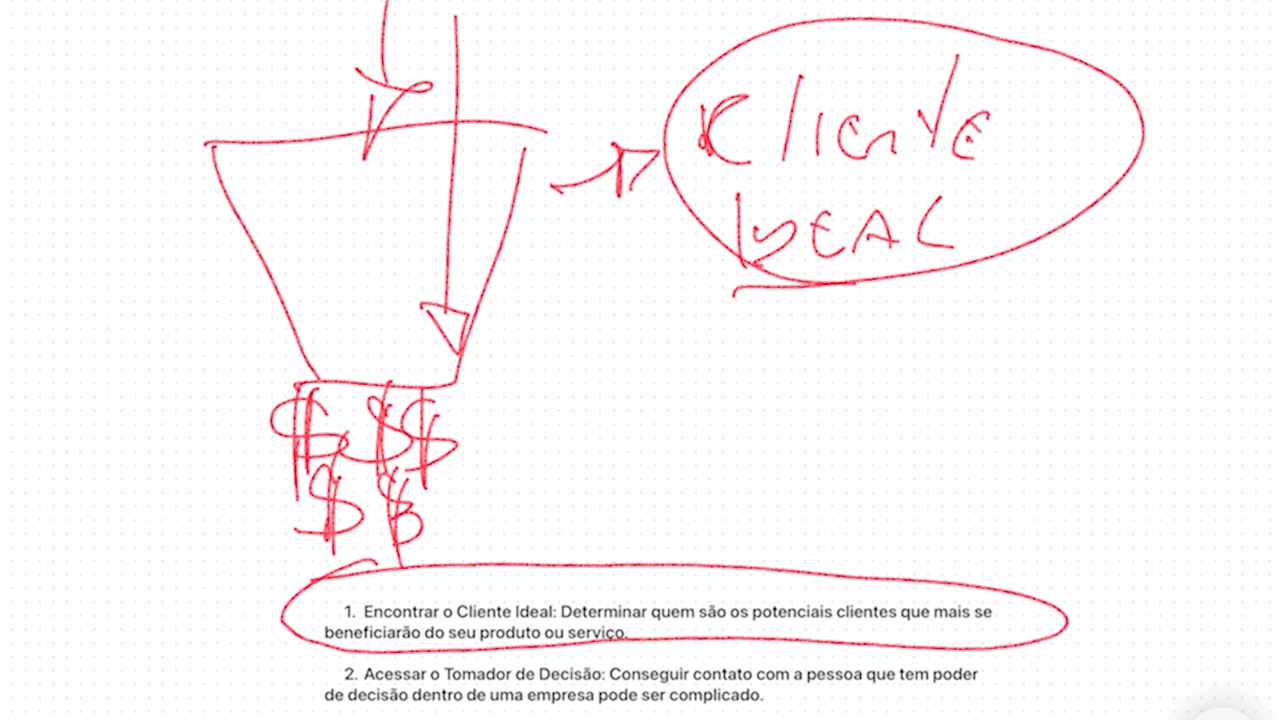 Cliente
IDEAL
$ $ $
$ $
1. Encontrar o Cliente Ideal: Determinar quem são os potenciais clientes que mais se
beneficiarão do seu produto ou serviço.
2. Acessar o Tomador de Decisão: Conseguir contato com a pessoa que tem poder
de decisão dentro de uma empresa pode ser complicado.